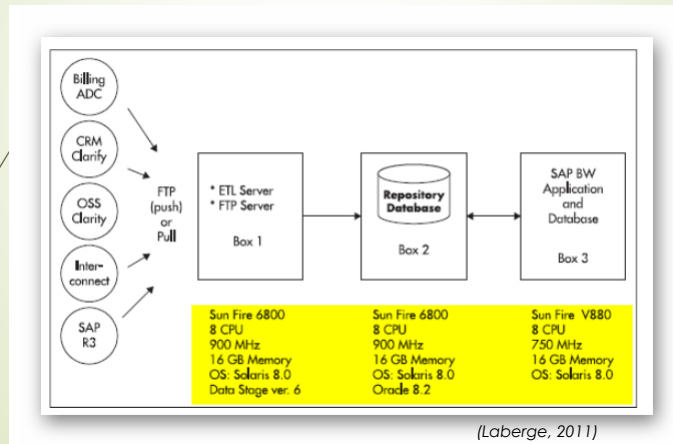 Billing
ADC
CRM
Clarify
OSS
Clarity
Inter-
connect
SAP
R3
FTP
(push)
or
Pull
* ETL Server
* FTP Server
Box 1
Repository
Database
Box 2
SAP BW
Application
and
Database
Box 3
Sun Fire 6800
8 CPU
900 MHz
16 GB Memory
OS: Solaris 8.0
Data Stage ver. 6
Sun Fire 6800
8 CPU
900 MHz
16 GB Memory
OS: Solaris 8.0
Oracle 8.2
Sun Fire V880
8 CPU
750 MHz
16 GB Memory
OS: Solaris 8.0
(Laberge, 2011)